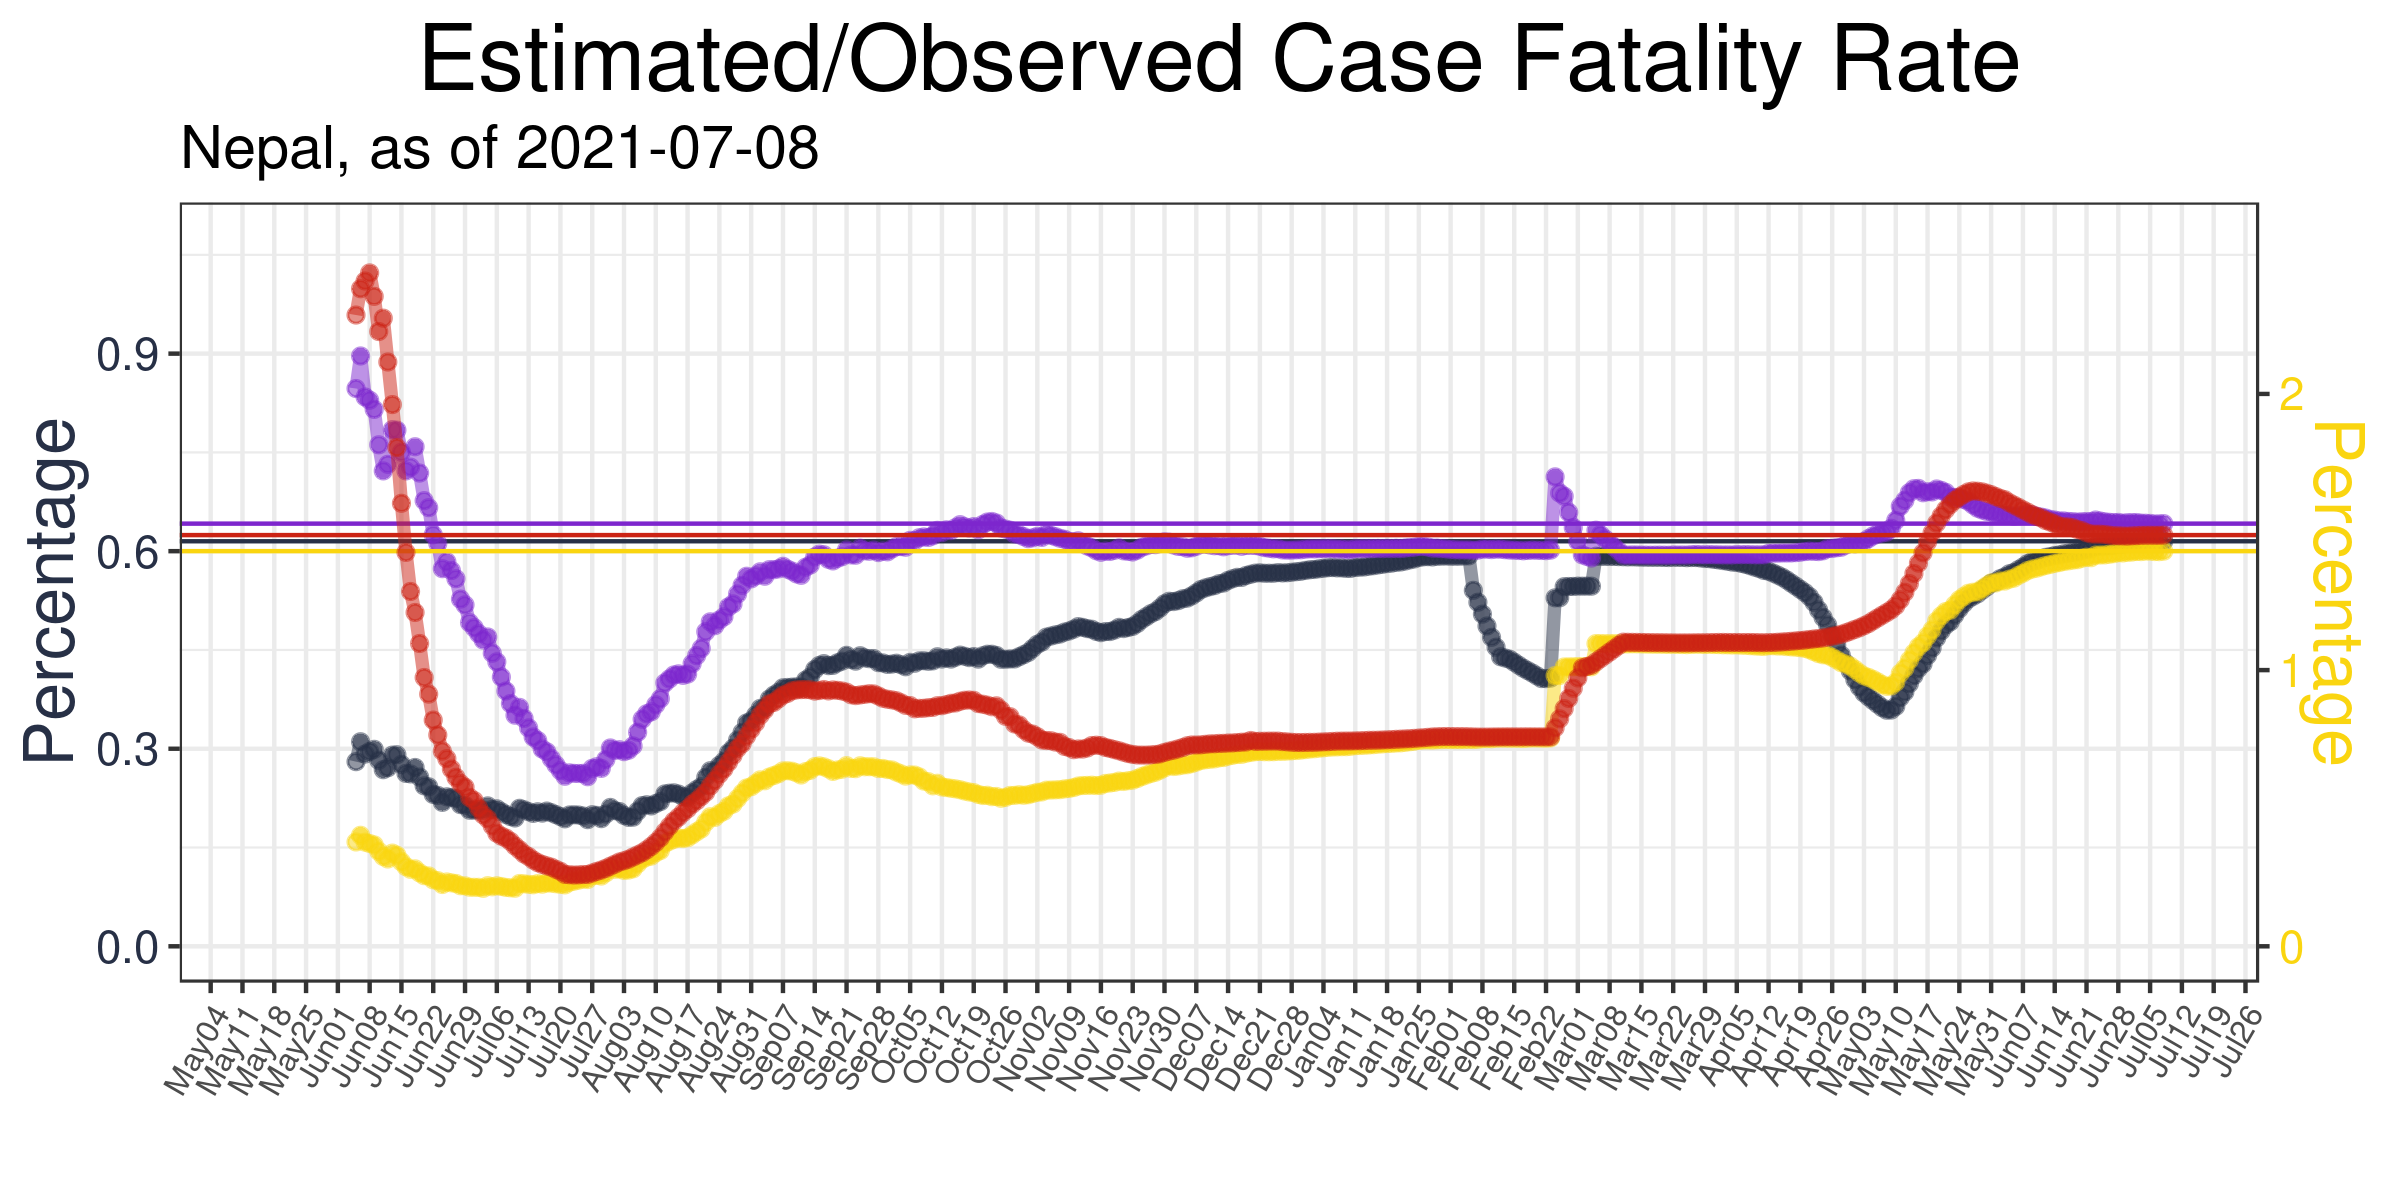 Estimated/Observed Case Fatality Rate
Nepal, as of 2021-07-08
Percentage
0.9
0.6
0.3
0.0
2
1
0
Percentage
May04
May11
May18
May25
Jun01
Jun08
Jun15
Jun22
Jun29
Jul06
Jul13
Jul20
Jul27
Aug03
Aug10
Aug17
Aug24
Aug31
Sep07
Sep14
Sep21
Sep28
Oct05
Oct12
Oct19
Oct26
Nov02
Nov09
Nov16
Nov23
Nov30
Dec07
Dec14
Dec21
Dec28
Jan04
Jan11
Jan18
Jan25
Feb01
Feb08
Feb15
Feb22
Mar01
Mar08
Mar15
Mar22
Mar29
Apr05
Apr12
Apr19
Apr26
May03
May10
May17
May24
May31
Jun07
Jun14
Jun21
Jun28
Jul05
Jul12
Jul19
Jul26